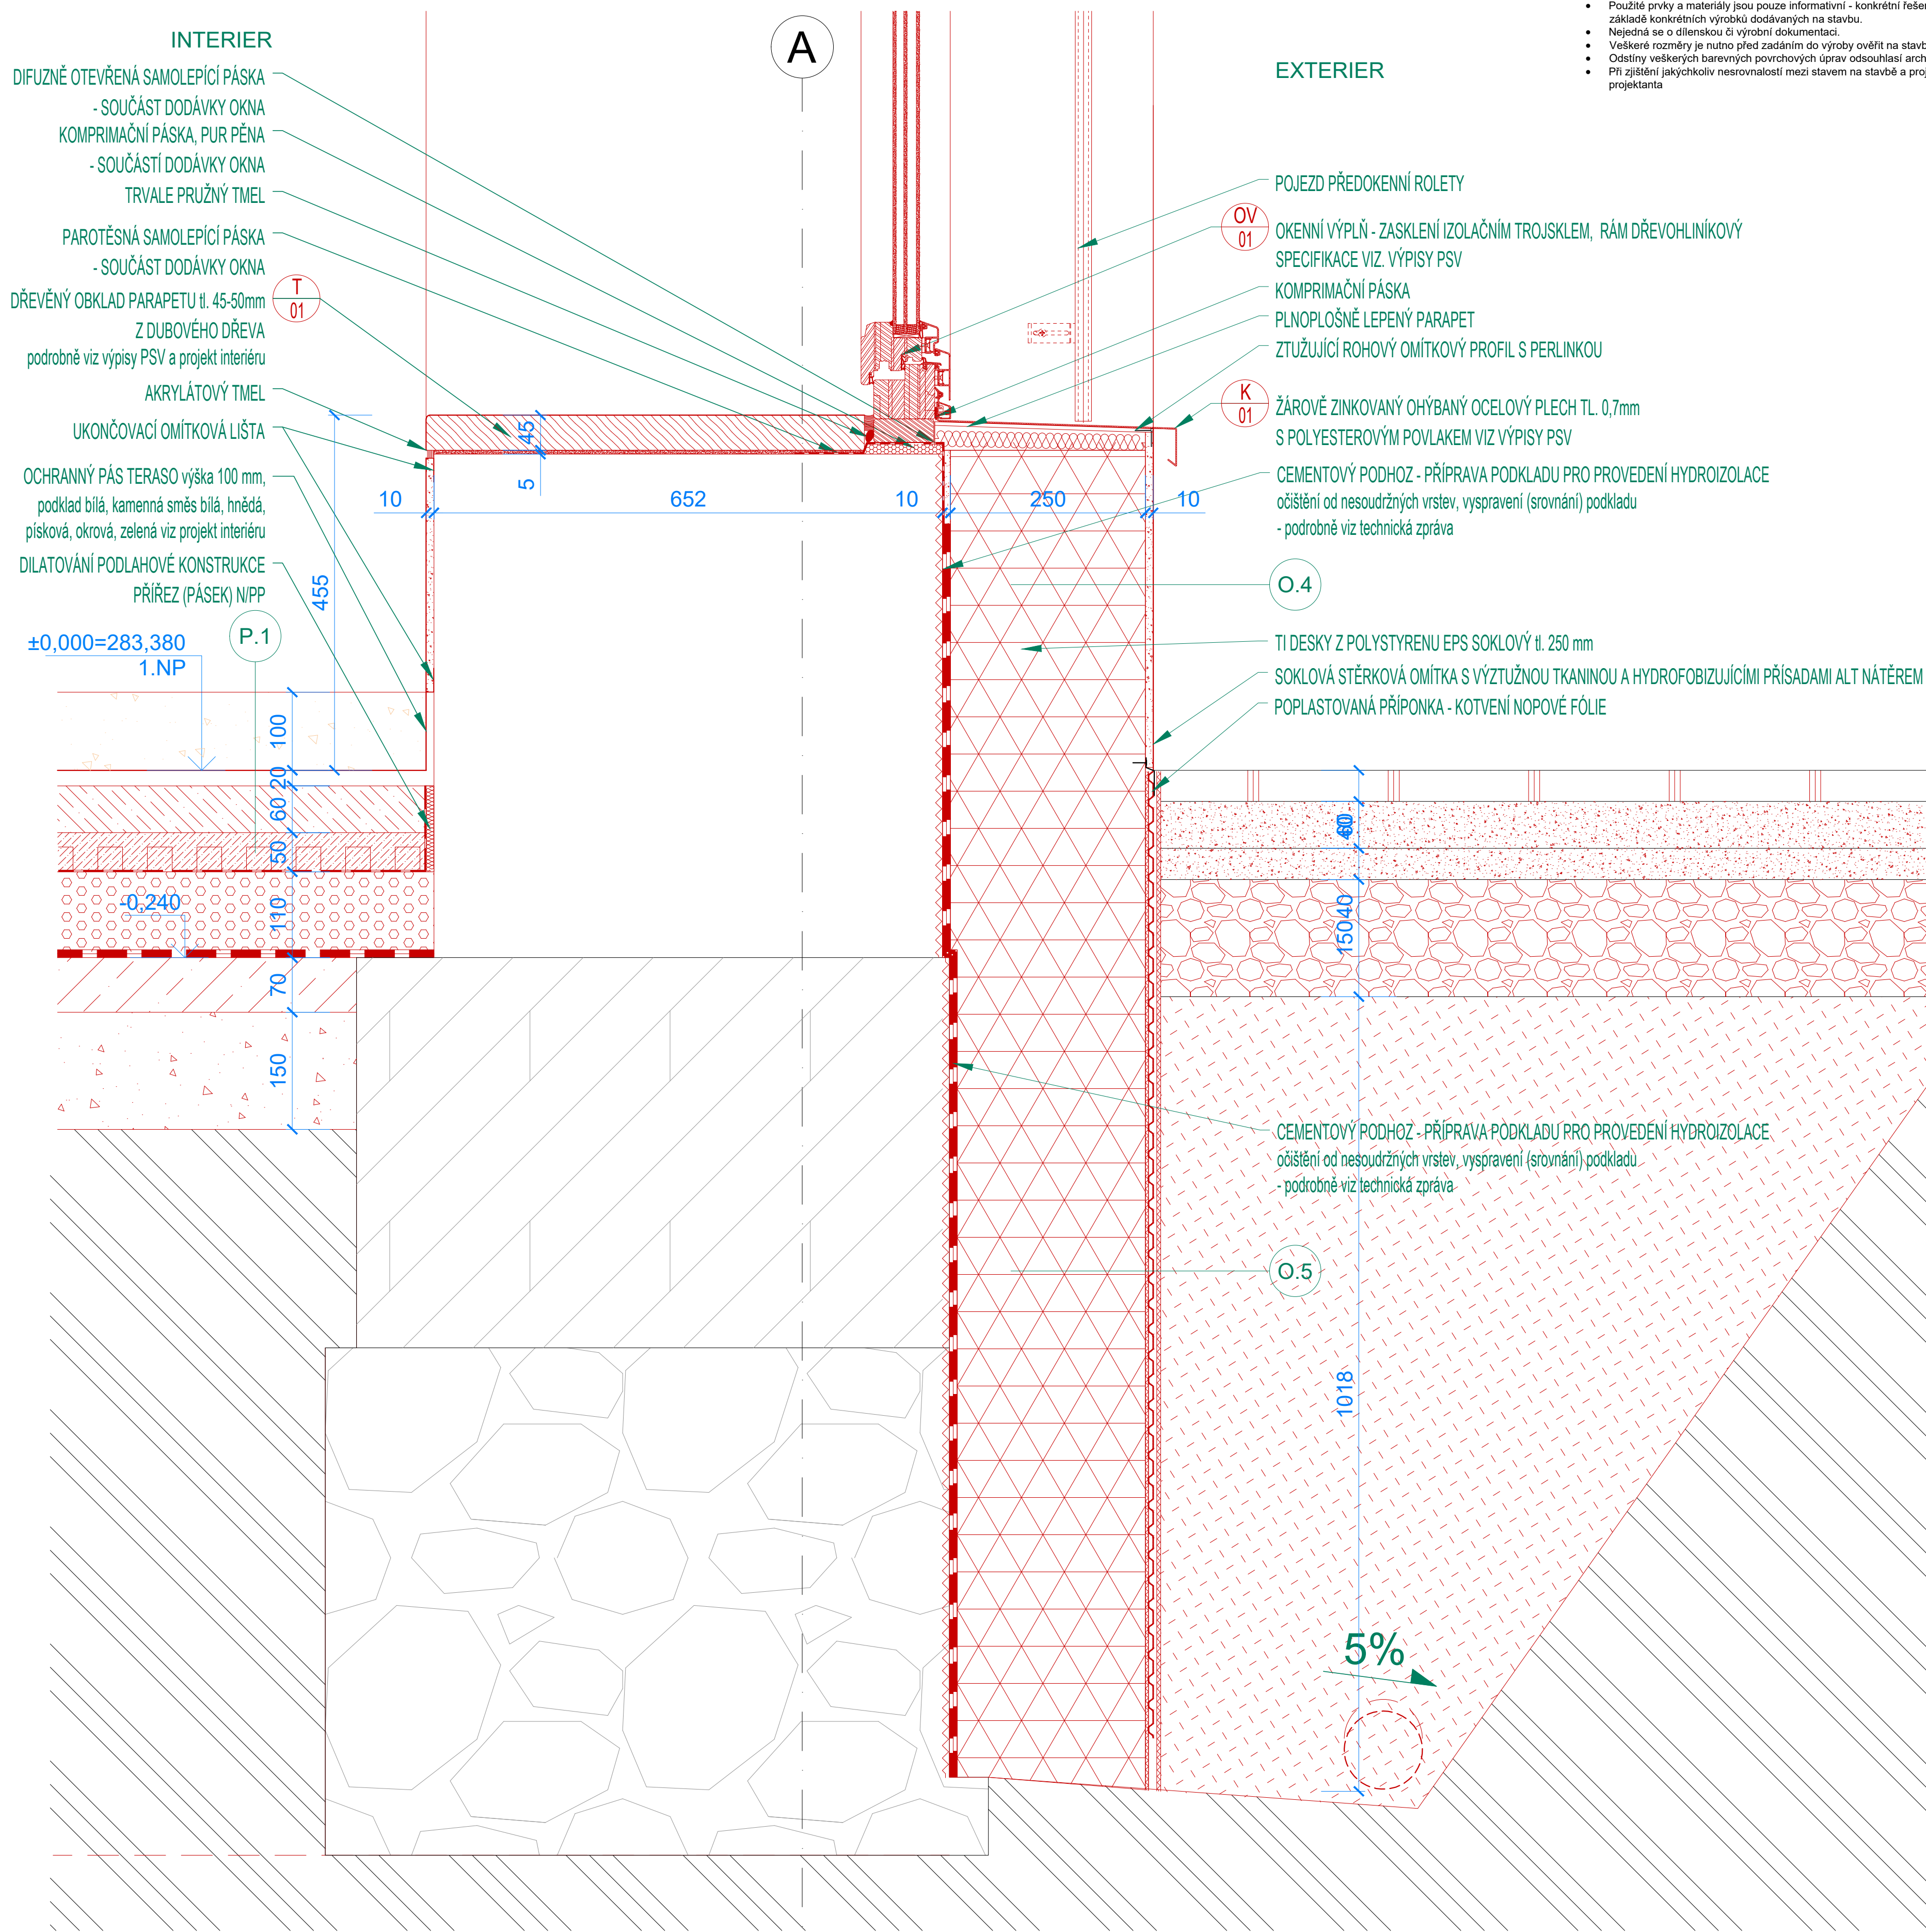 INTERIER
DIFUZNĚ OTEVŘENÁ SAMOLEPÍCÍ PÁSKA
- SOUČÁST DODÁVKY OKNA
KOMPRIMAČNÍ PÁSKA, PUR PĚNA
- SOUČÁSTÍ DODÁVKY OKNA
TRVALE PRUŽNÝ TMEL
PAROTĚSNÁ SAMOLEPÍCÍ PÁSKA
- SOUČÁST DODÁVKY OKNA
T
01
DŘEVĚNÝ OBKLAD PARAPETU tl. 45-50mm
Z DUBOVÉHO DŘEVA
podrobně viz výpisy PSV a projekt interiéru
AKRYLÁTOVÝ TMEL
UKONČOVACÍ OMÍTKOVÁ LIŠTA
OCHRANNÝ PÁS TERASO výška 100 mm,
podklad bílá, kamenná směs bílá, hnědá,
písková, okrová, zelená viz projekt interiéru
DILATOVÁNÍ PODLAHOVÉ KONSTRUKCE
PŘÍŘEZ (PÁSEK) N/PP
P.1
±0,000=283,380
1.NP
-0,240
455
100
20
60
50
110
70
150
A
45
5
10
652
10
250
10
EXTERIER
Použité prvky a materiály jsou pouze informativní - konkrétní
základě konkrétních výrobků dodávaných na stavbu.
Nejedná se o dílenskou či výrobní dokumentaci.
Veškeré rozměry je nutno před zadáním do výroby ověřit na
Odstíny veškerých barevných povrchových úprav odsouhlasí
Při zjištění jakýchkoliv nesrovnalostí mezi stavem na stavbě a
projektanta
POJEZD PŘEDOKENNÍ ROLETY
OV
01
OKENNÍ VÝPLŇ - ZASKLENÍ IZOLAČNÍM TROJSKLEM, RÁM DŘEVOHLINÍKOVÝ
SPECIFIKACE VIZ. VÝPISY PSV
KOMPRIMAČNÍ PÁSKA
PLNOPLOŠNĚ LEPENÝ PARAPET
ZTUŽUJÍCÍ ROHOVÝ OMÍTKOVÝ PROFIL S PERLINKOU
K
01
ŽÁROVĚ ZINKOVANÝ OHÝBANÝ OCELOVÝ PLECH TL. 0,7mm
S POLYESTEROVÝM POVLAKEM VIZ VÝPISY PSV
CEMENTOVÝ PODHOZ - PŘÍPRAVA PODKLADU PRO PROVEDENÍ HYDROIZOLACE
očištění od nesoudržných vrstev, vyspravení (srovnání) podkladu
- podrobně viz technická zpráva
O.4
TI DESKY Z POLYSTYRENU EPS SOKLOVÝ tl. 250 mm
SOKLOVÁ STĚRKOVÁ OMÍTKA S VÝZTUŽNOU TKANINOU A HYDROFOBIZUJÍCÍMI PŘÍSADAMI ALT NÁTĚREM
POPLASTOVANÁ PŘÍPONKA - KOTVENÍ NOPOVÉ FÓLIE
40
150
CEMENTOVÝ PODHOZ - PŘÍPRAVA PODKLADU PRO PROVEDENÍ HYDROIZOLACE
očištění od nesoudržných vrstev, vyspravení (srovnání) podkladu
- podrobně viz technická zpráva
O.5
1018
5%